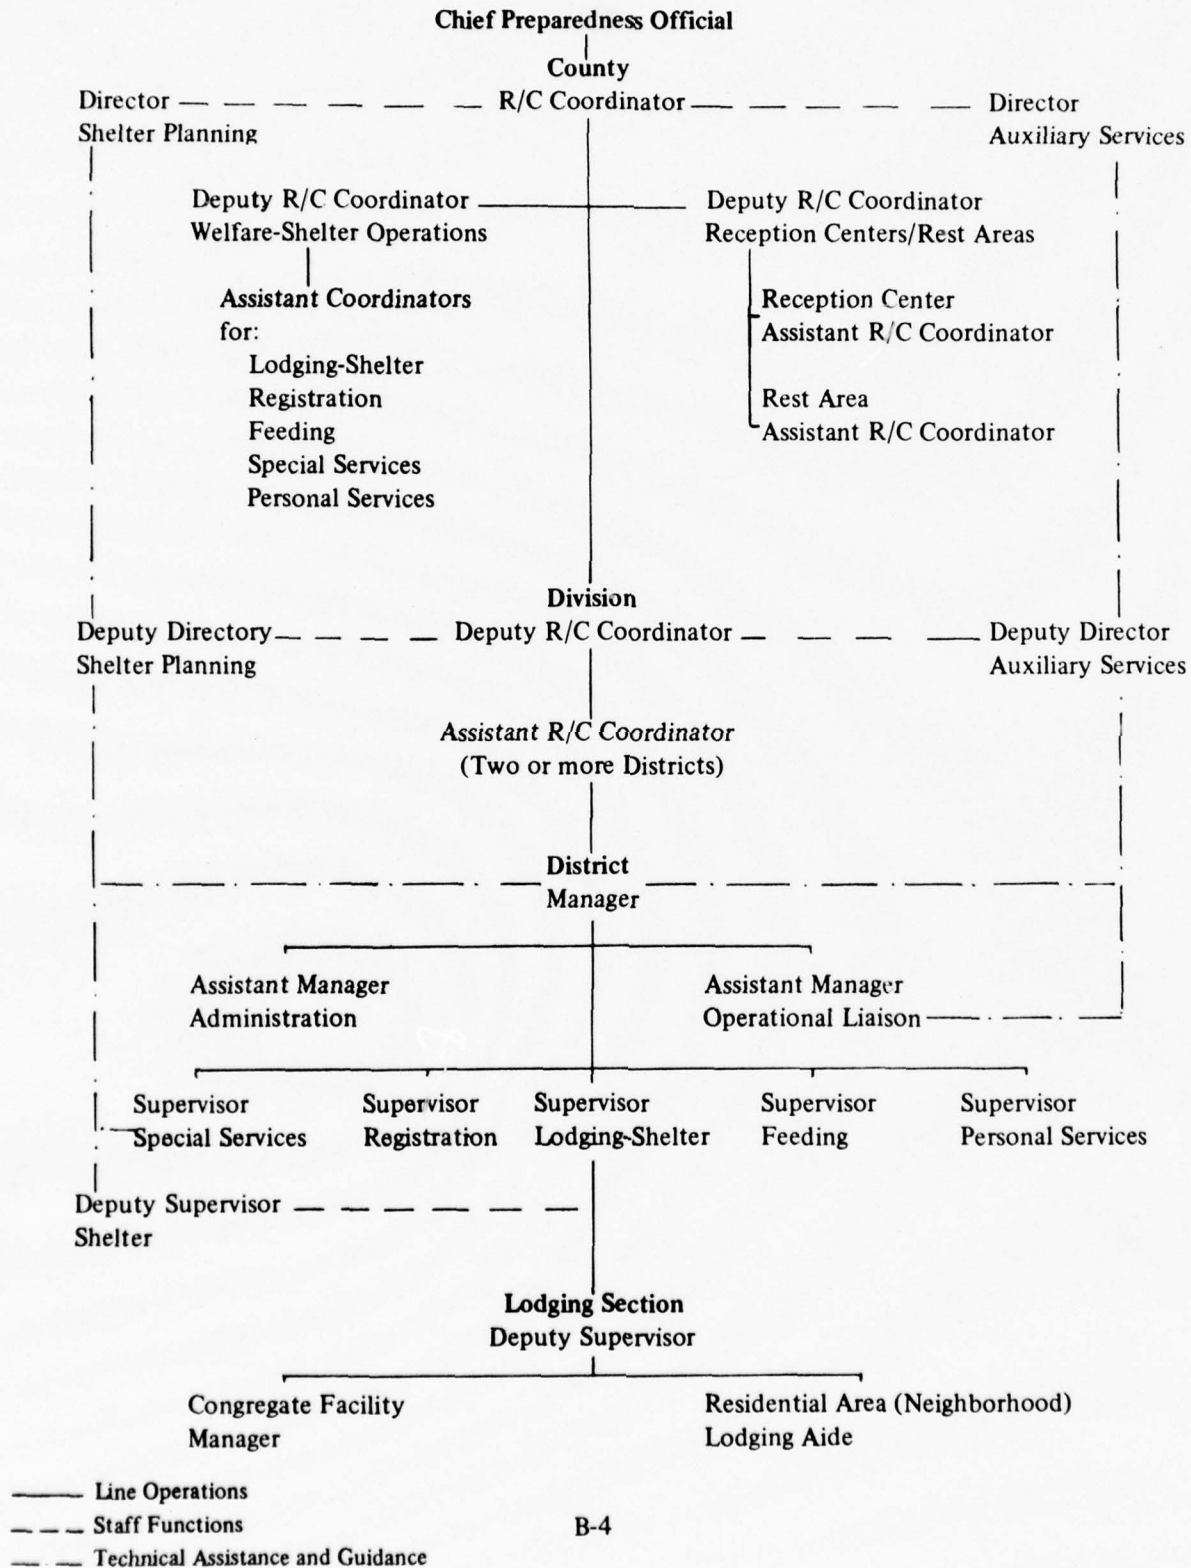 Chief Preparedness Official
County
Director R/C Coordinator Director
Shelter Planning Auxiliary Services
Deputy R/C Coordinator Deputy R/C Coordinator
Welfare-Shelter Operations Reception Centers/Rest Areas
Assistant Coordinators Reception Center
for: Assistant R/C Coordinator
Lodging-Shelter
Registration Rest Area
Feeding Assistant R/C Coordinator
Special Services
Personal Services
Division
Deputy Directory Deputy R/C Coordinator Deputy Director
Shelter Planning Auxiliary Services
Assistant R/C Coordinator
(Two or more Districts)
District
Manager
Assistant Manager Assistant Manager
Administration Operational Liaison
Supervisor Supervisor Supervisor Supervisor Supervisor
Special Services Registration Lodging-Shelter Feeding Personal Services
Deputy Supervisor
Shelter
Lodging Section
Deputy Supervisor
Congregate Facility Residential Area (Neighborhood)
Manager Lodging Aide
Line Operations
Staff Functions B-4
Technical Assistance and Guidance